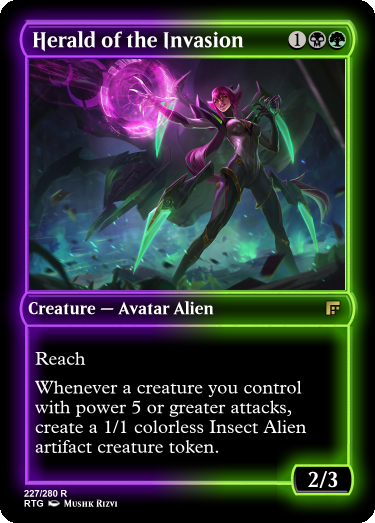 Herald of the Invasion 1
Creature — Avatar Alien
Reach
Whenever a creature you control
with power 5 or greater attacks,
create a 1/1 colorless Insect Alien
artifact creature token.
2/3
227/280 R
RTG Mushk Rizvi